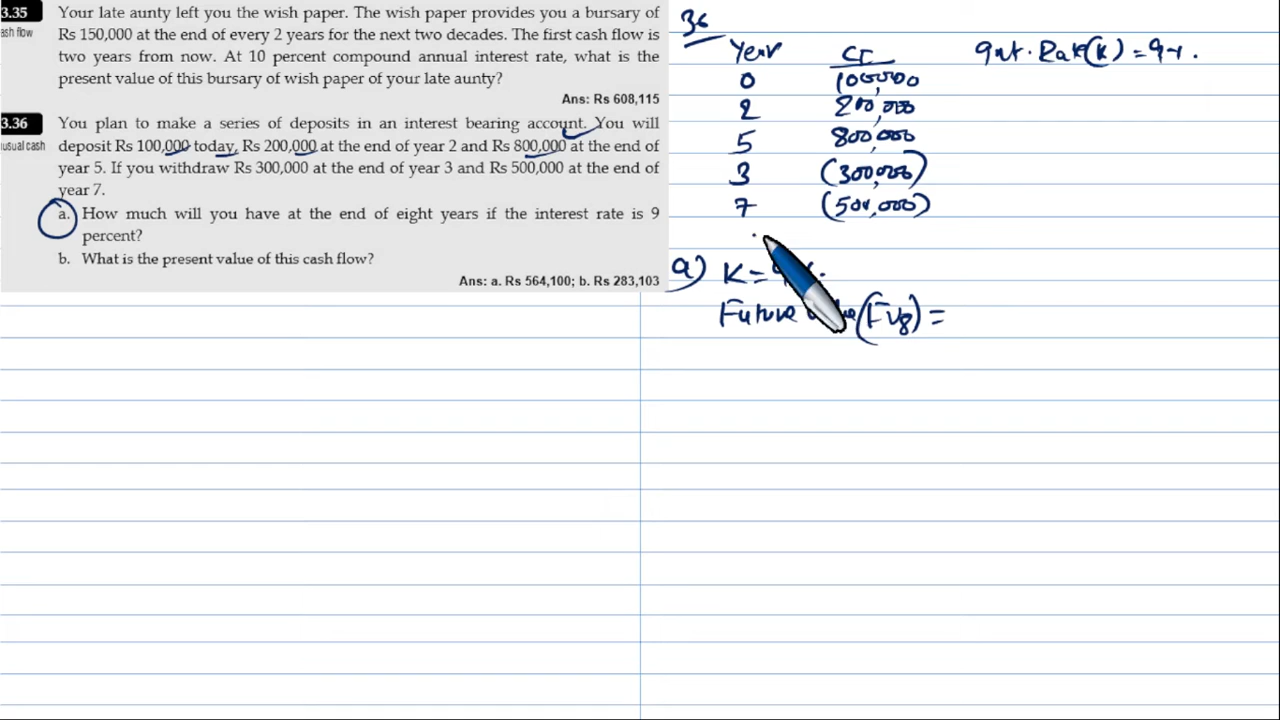 3.35
ash flow
Your late aunty left you the wish paper. The wish paper provides you a bursary of
Rs 150,000 at the end of every 2 years for the next two decades. The first cash flow is
two years from now. At 10 percent compound annual interest rate, what is the
present value of this bursary of wish paper of your late aunty?
Ans: Rs 608,115
3.36
usual cash
You plan to make a series of deposits in an interest bearing account. You will
deposit Rs 100,000 today, Rs 200,000 at the end of year 2 and Rs 800,000 at the end of
year 5. If you withdraw Rs 300,000 at the end of year 3 and Rs 500,000 at the end of
year 7.
a. How much will you have at the end of eight years if the interest rate is 9
percent?
b. What is the present value of this cash flow?
Ans: a. Rs 564,100; b. Rs 283,103
36
Year CF
0 100,000
2 200,000
5 800,000
3 (300,000)
7 (500,000)
Int. Rate(k) = 9%.
a) K = 9%.
Future (FV8) =